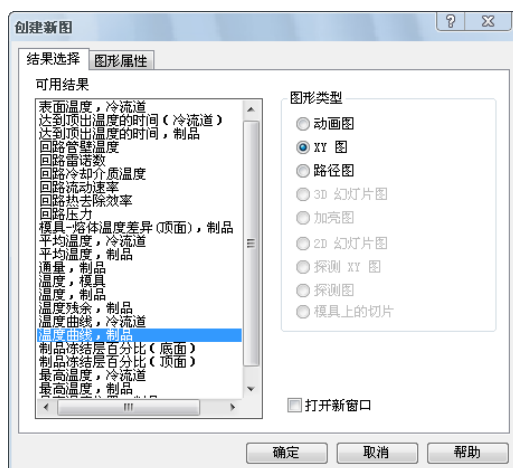 创建新图
结果选择 图形属性
可用结果
表面温度，冷流道
达到顶出温度的时间（冷流道）
达到顶出温度的时间，制品
回路管壁温度
回路雷诺数
回路冷却介质温度
回路流动速率
回路热去除效率
回路压力
模具-熔体温度差异(顶面)，制品
平均温度，冷流道
平均温度，制品
通量，制品
温度，模具
温度，制品
温度残余，制品
温度曲线，冷流道
温度曲线，制品
制品冻结层百分比(底面)
制品冻结层百分比(顶面)
最高温度，冷流道
最高温度，制品
图形类型
动画图
XY 图
路径图
3D 幻灯片图
加亮图
2D 幻灯片图
探测 XY 图
探测图
模具上的切片
打开新窗口
确定 取消 帮助